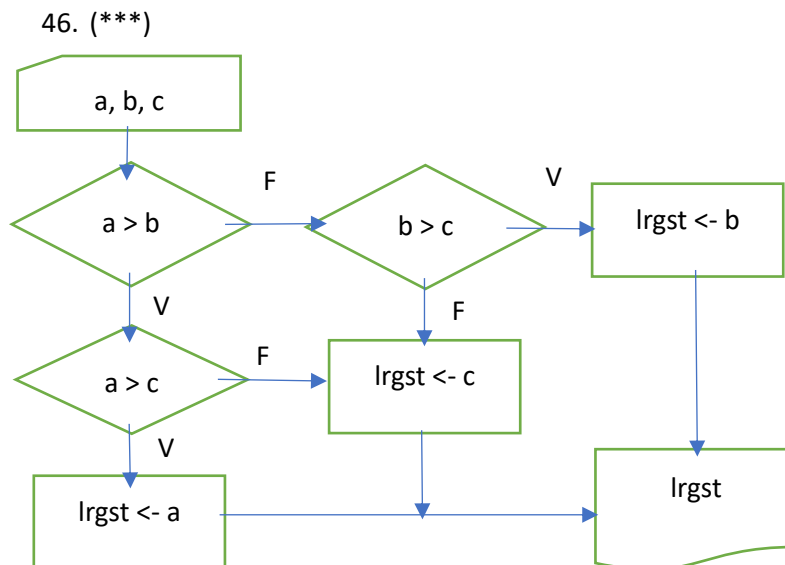 46. (***)
a, b, c
a > b
F
b > c
V
lrgst <- b
V
F
a > c
F
lrgst <- c
V
lrgst <- a
lrgst